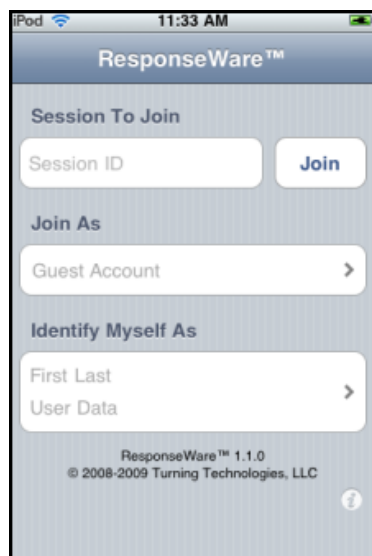 iPod 11:33 AM
ResponseWare™
Session To Join
Session ID Join
Join As
Guest Account
Identify Myself As
First Last
User Data
ResponseWare™ 1.1.0
© 2008-2009 Turning Technologies, LLC